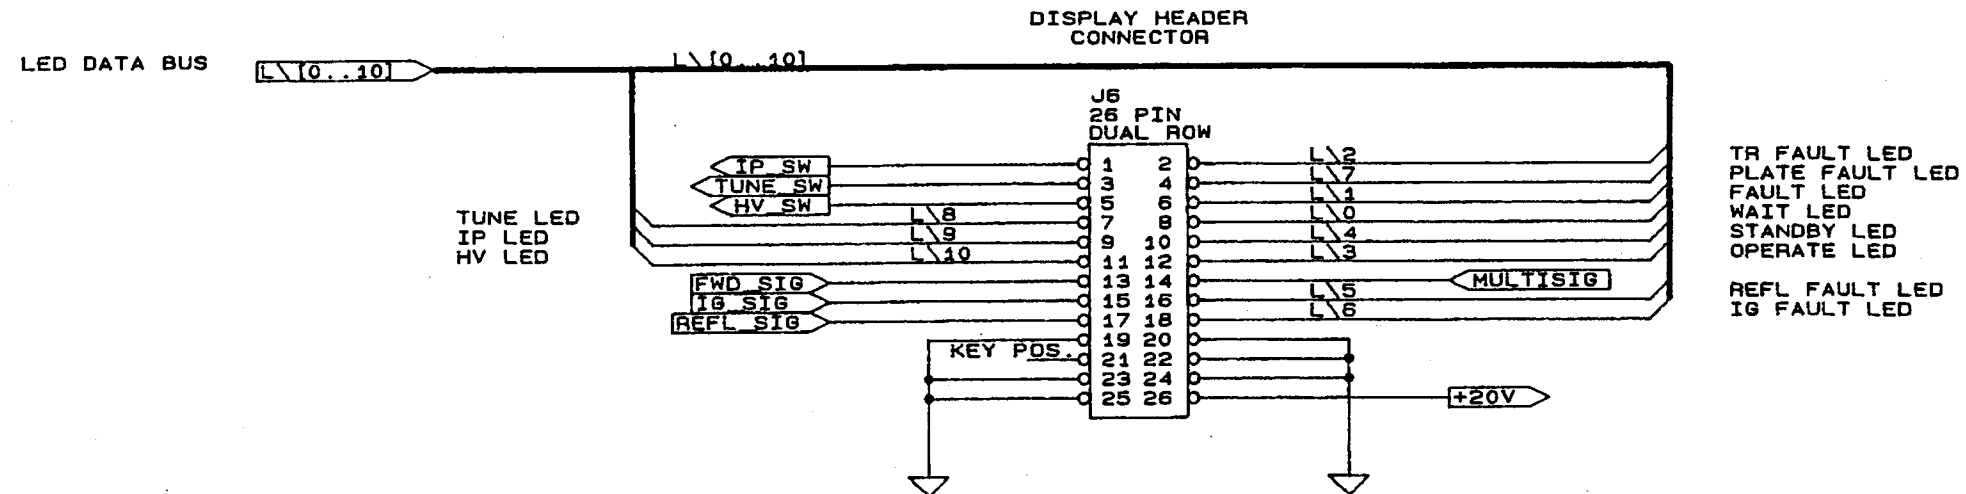 DISPLAY HEADER
CONNECTOR
LED DATA BUS
L\[0..10]
L\[0..10]
J6
26 PIN
DUAL ROW
IP_SW 1 2 L\2 TR FAULT LED
TUNE_SW 3 4 L\7 PLATE FAULT LED
HV_SW 5 6 L\1 FAULT LED
TUNE LED L\8 7 8 L\0 WAIT LED
IP LED L\9 9 10 L\4 STANDBY LED
HV LED L\10 11 12 L\3 OPERATE LED
FWD_SIG 13 14 MULTISIG
IG_SIG 15 16 L\5 REFL FAULT LED
REFL_SIG 17 18 L\6 IG FAULT LED
19 20
KEY POS. 21 22
23 24
25 26 +20V